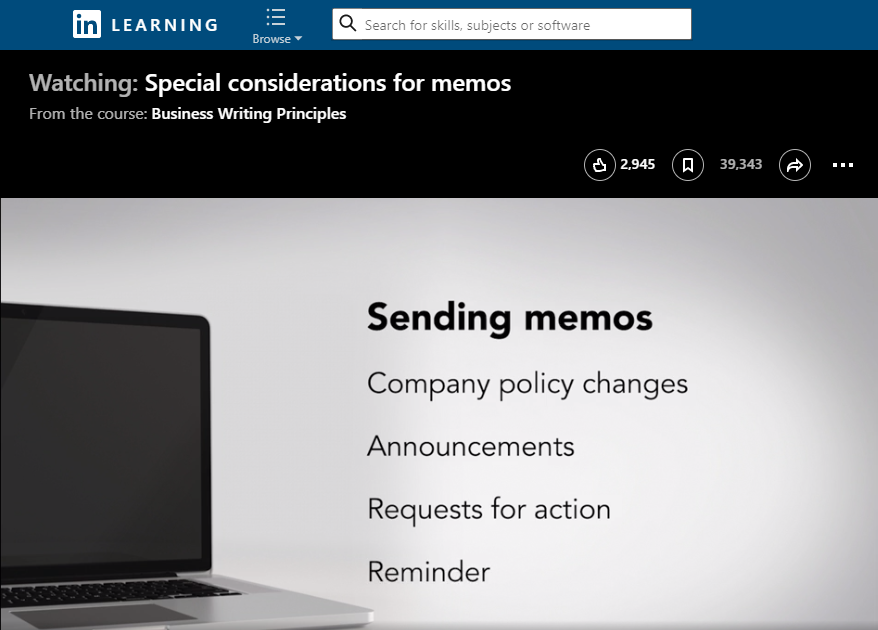 in LEARNING
Browse
Search for skills, subjects or software
Watching: Special considerations for memos
From the course: Business Writing Principles
2,945 39,343
Sending memos
Company policy changes
Announcements
Requests for action
Reminder